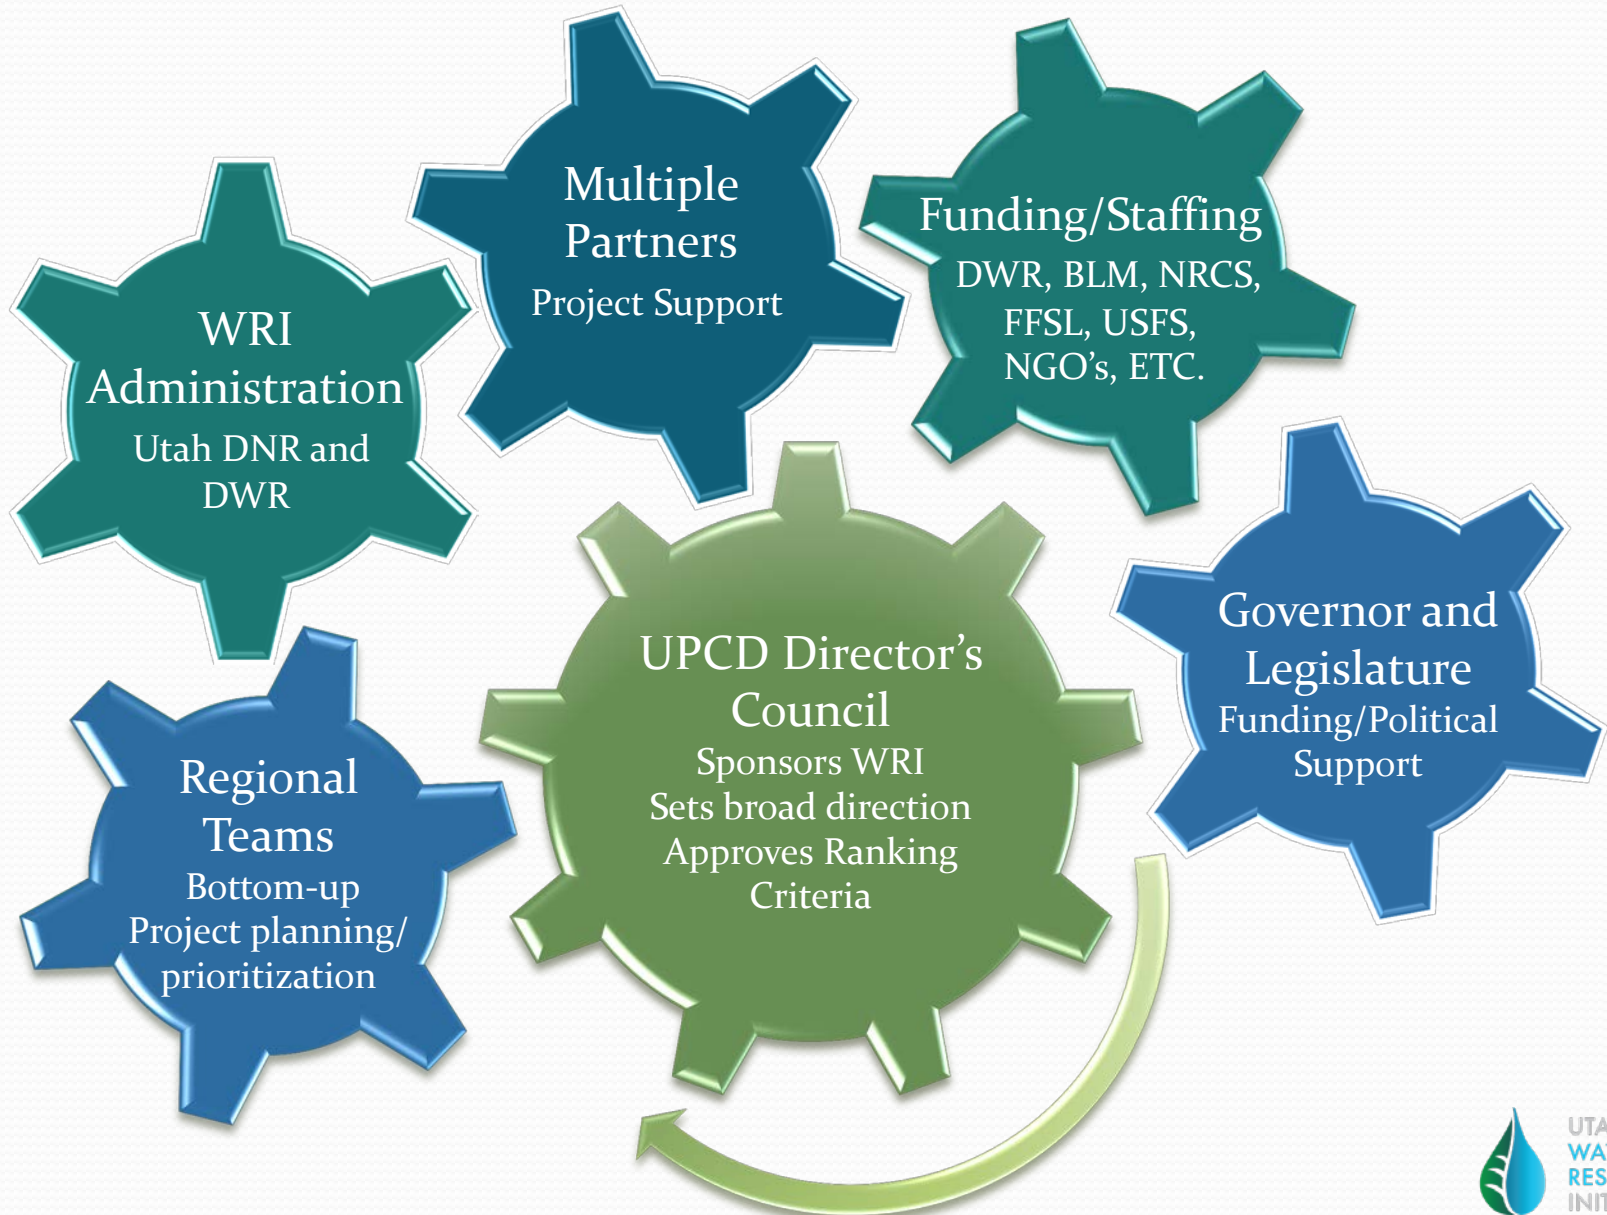 Multiple
Partners
Project Support
Funding/Staffing
DWR, BLM, NRCS,
FFSL, USFS,
NGO's, ETC.
WRI
Administration
Utah DNR and
DWR
UPCD Director's
Council
Sponsors WRI
Sets broad direction
Approves Ranking
Criteria
Governor and
Legislature
Funding/Political
Support
Regional
Teams
Bottom-up
Project planning/
prioritization